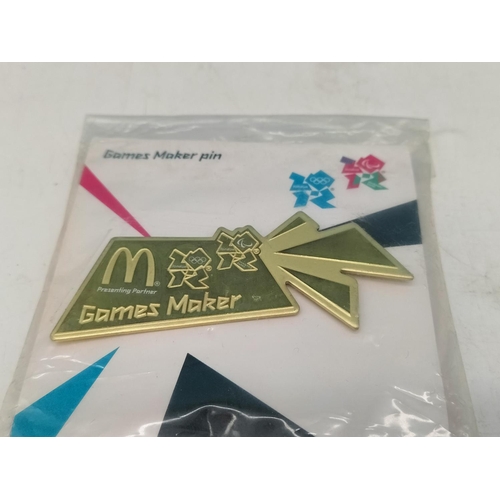 Games Maker pin
M
Presenting Partner
Games Maker